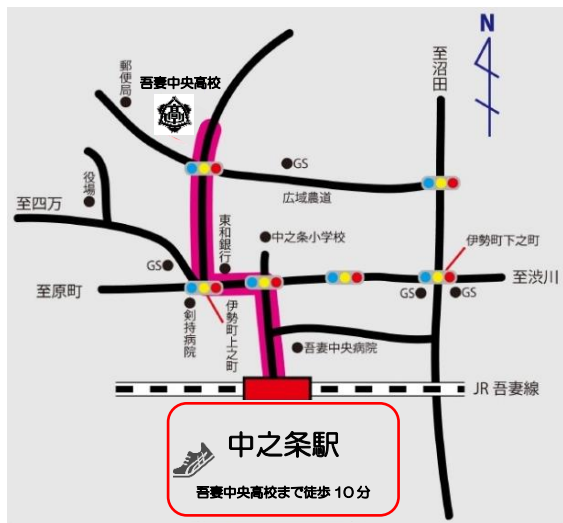 N
至沼田
郵便局
吾妻中央高校
高
GS
広域農道
役場
至四万
東和銀行
中之条小学校
伊勢町下之町
GS
至原町
至渋川
GS
GS
剣持病院
伊勢町上之町
吾妻中央病院
JR 吾妻線
中之条駅
吾妻中央高校まで徒歩 10 分